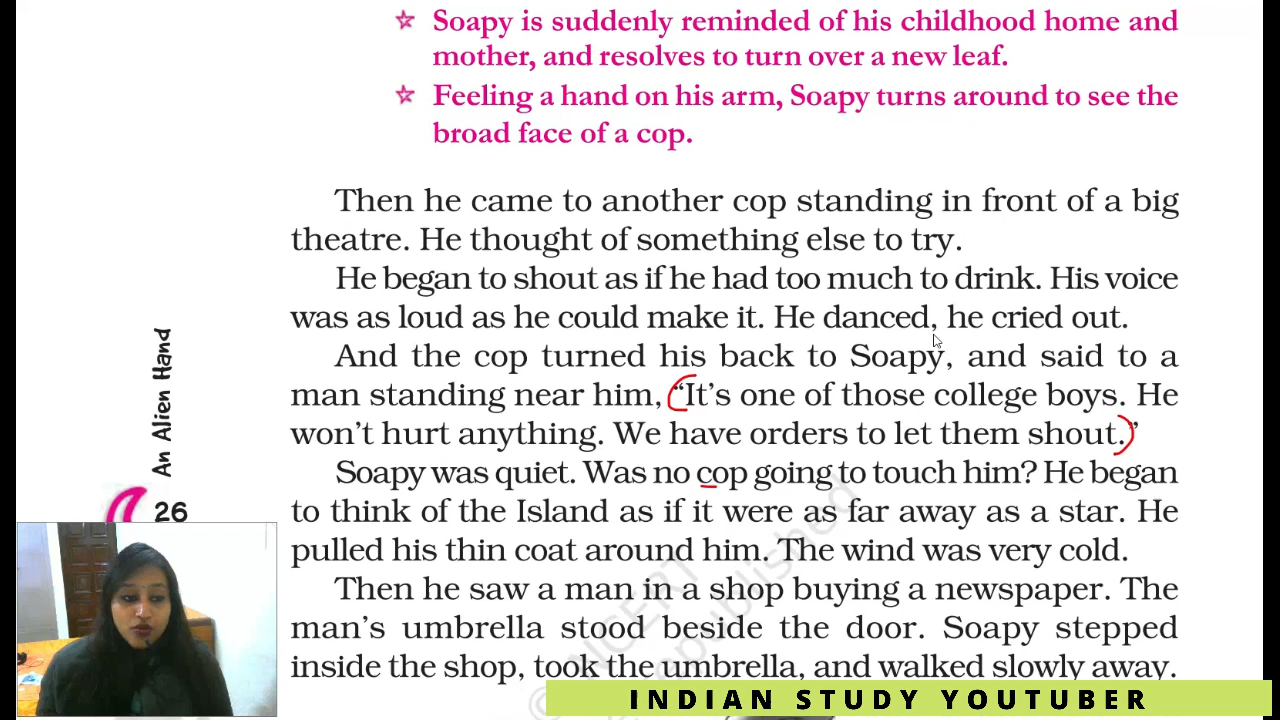 ☆ Soapy is suddenly reminded of his childhood home and
mother, and resolves to turn over a new leaf.
☆ Feeling a hand on his arm, Soapy turns around to see the
broad face of a cop.
Then he came to another cop standing in front of a big
theatre. He thought of something else to try.
He began to shout as if he had too much to drink. His voice
was as loud as he could make it. He danced, he cried out.
And the cop turned his back to Soapy, and said to a
man standing near him, “It’s one of those college boys. He
won’t hurt anything. We have orders to let them shout.”
Soapy was quiet. Was no cop going to touch him? He began
to think of the Island as if it were as far away as a star. He
pulled his thin coat around him. The wind was very cold.
Then he saw a man in a shop buying a newspaper. The
man’s umbrella stood beside the door. Soapy stepped
inside the shop, took the umbrella, and walked slowly away.
An Alien Hand
26
© NCERT
republished
INDIAN STUDY YOUTUBER